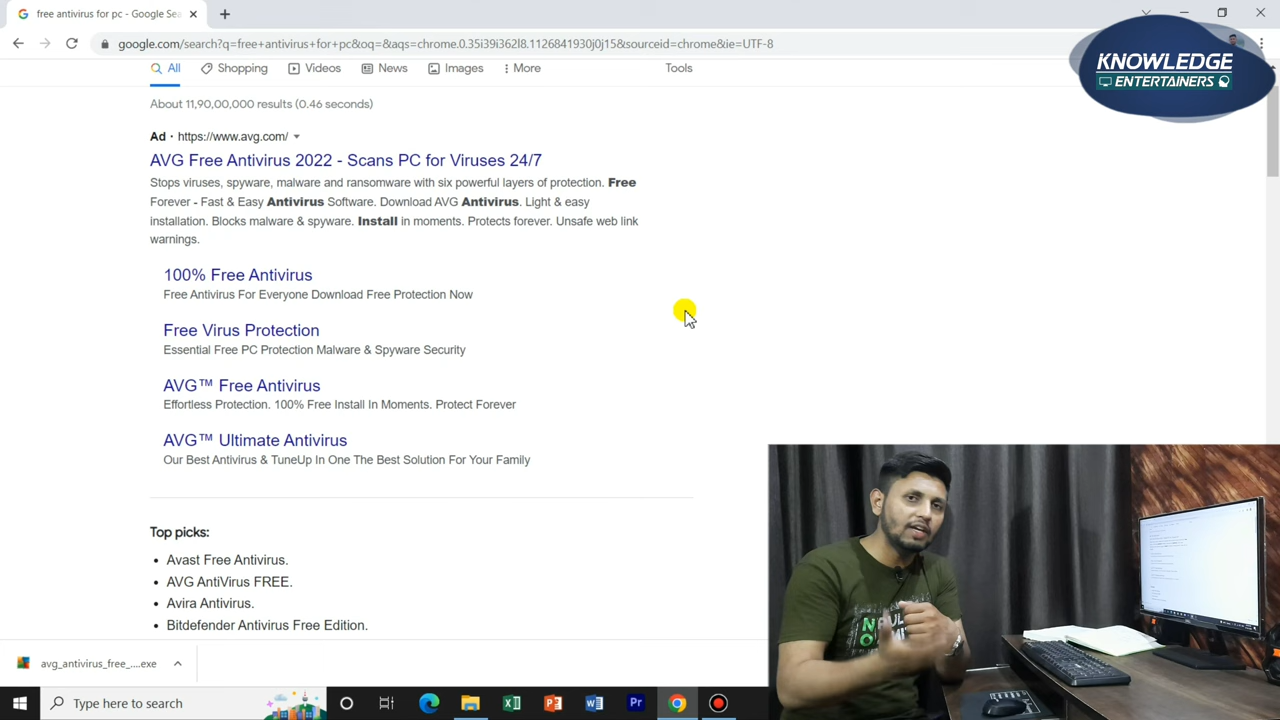 free antivirus for pc - Google Sea
google.com/search?q=free+antivirus+for+pc&oq=&aqs=chrome.0.35i39i362l8.1126841930j0j15&sourceid=chrome&ie=UTF-8
KNOWLEDGE
ENTERTAINERS
All
Shopping
Videos
News
Images
More
Tools
About 11,90,00,000 results (0.46 seconds)
Ad · https://www.avg.com/
AVG Free Antivirus 2022 - Scans PC for Viruses 24/7
Stops viruses, spyware, malware and ransomware with six powerful layers of protection. Free
Forever - Fast & Easy Antivirus Software. Download AVG Antivirus. Light & easy
installation. Blocks malware & spyware. Install in moments. Protects forever. Unsafe web link
warnings.
100% Free Antivirus
Free Antivirus For Everyone Download Free Protection Now
Free Virus Protection
Essential Free PC Protection Malware & Spyware Security
AVG™ Free Antivirus
Effortless Protection. 100% Free Install In Moments. Protect Forever
AVG™ Ultimate Antivirus
Our Best Antivirus & TuneUp In One The Best Solution For Your Family
Top picks:
• Avast Free Antivirus.
• AVG AntiVirus FREE.
• Avira Antivirus.
• Bitdefender Antivirus Free Edition.
avg_antivirus_free_....exe
Type here to search